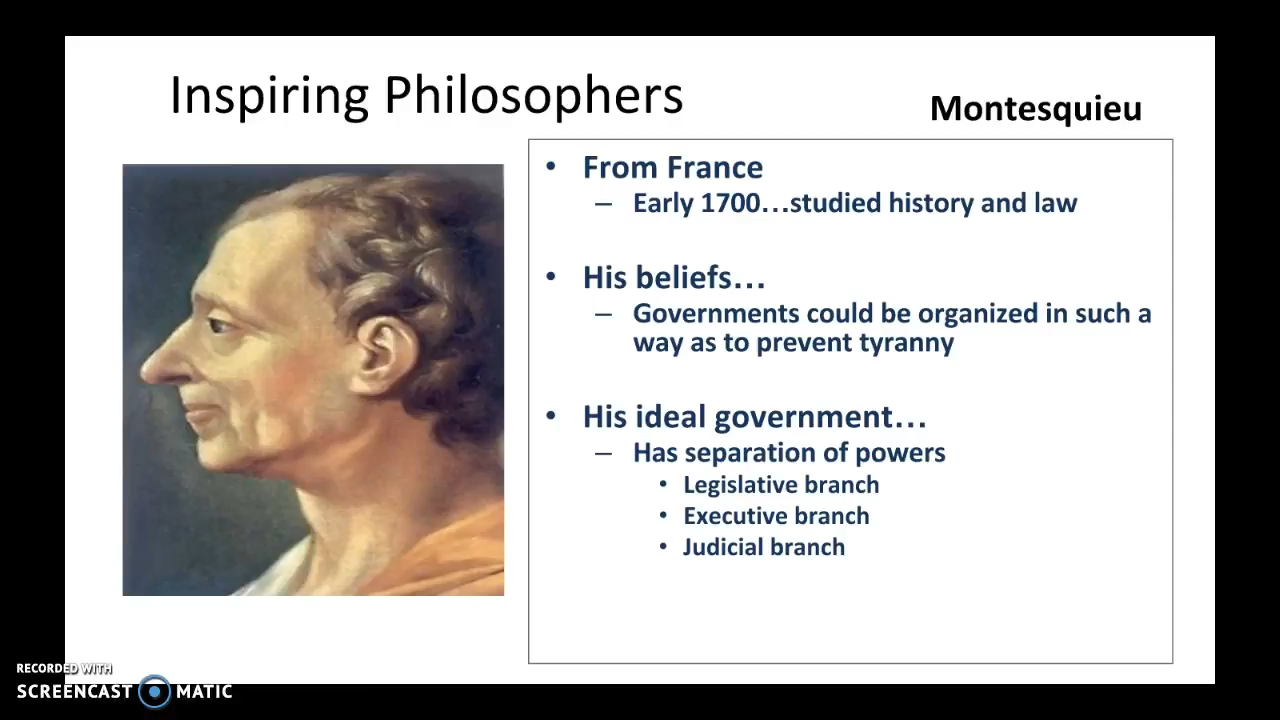 Inspiring Philosophers
Montesquieu
• From France
– Early 1700…studied history and law
• His beliefs…
– Governments could be organized in such a
way as to prevent tyranny
• His ideal government…
– Has separation of powers
• Legislative branch
• Executive branch
• Judicial branch
RECORDED WITH
SCREENCAST MATIC